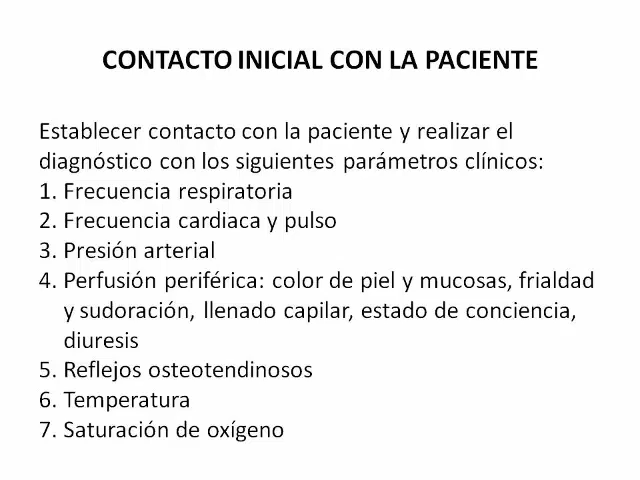 CONTACTO INICIAL CON LA PACIENTE
Establecer contacto con la paciente y realizar el
diagnóstico con los siguientes parámetros clínicos:
1. Frecuencia respiratoria
2. Frecuencia cardiaca y pulso
3. Presión arterial
4. Perfusión periférica: color de piel y mucosas, frialdad
y sudoración, llenado capilar, estado de conciencia,
diuresis
5. Reflejos osteotendinosos
6. Temperatura
7. Saturación de oxígeno